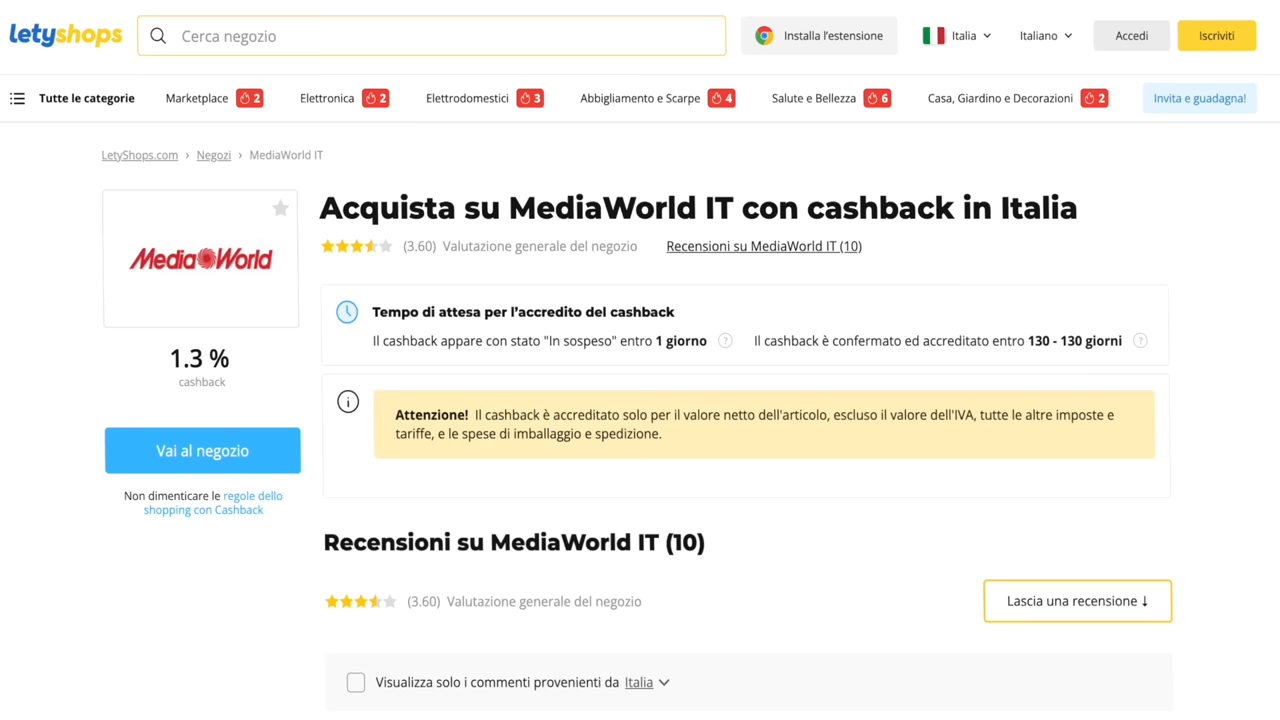 letyshops
Cerca negozio
Installa l'estensione
Italia
Italiano
Accedi
Iscriviti
Tutte le categorie
Marketplace 2
Elettronica 2
Elettrodomestici 3
Abbigliamento e Scarpe 4
Salute e Bellezza 6
Casa, Giardino e Decorazioni 2
Invita e guadagna!
LetyShops.com › Negozi › MediaWorld IT
MediaWorld
1.3 %
cashback
Vai al negozio
Non dimenticare le regole dello
shopping con Cashback
Acquista su MediaWorld IT con cashback in Italia
(3.60) Valutazione generale del negozio
Recensioni su MediaWorld IT (10)
Tempo di attesa per l'accredito del cashback
Il cashback appare con stato "In sospeso" entro 1 giorno ?
Il cashback è confermato ed accreditato entro 130 - 130 giorni ?
Attenzione! Il cashback è accreditato solo per il valore netto dell'articolo, escluso il valore dell'IVA, tutte le altre imposte e
tariffe, e le spese di imballaggio e spedizione.
Recensioni su MediaWorld IT (10)
(3.60) Valutazione generale del negozio
Lascia una recensione ↓
Visualizza solo i commenti provenienti da Italia